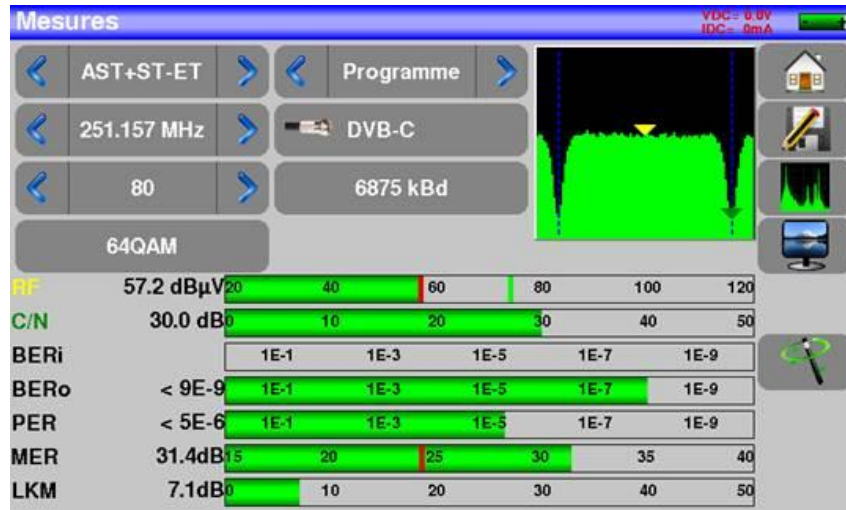 Mesures
VDC= 0.0V
IDC= 0mA
AST+ST-ET
Programme
251.157 MHz
DVB-C
80
6875 kBd
64QAM
RF 57.2 dBµV 20 40 60 80 100 120
C/N 30.0 dB 0 10 20 30 40 50
BERi 1E-1 1E-3 1E-5 1E-7 1E-9
BERo < 9E-9 1E-1 1E-3 1E-5 1E-7 1E-9
PER < 5E-6 1E-1 1E-3 1E-5 1E-7 1E-9
MER 31.4dB 15 20 25 30 35 40
LKM 7.1dB 0 10 20 30 40 50